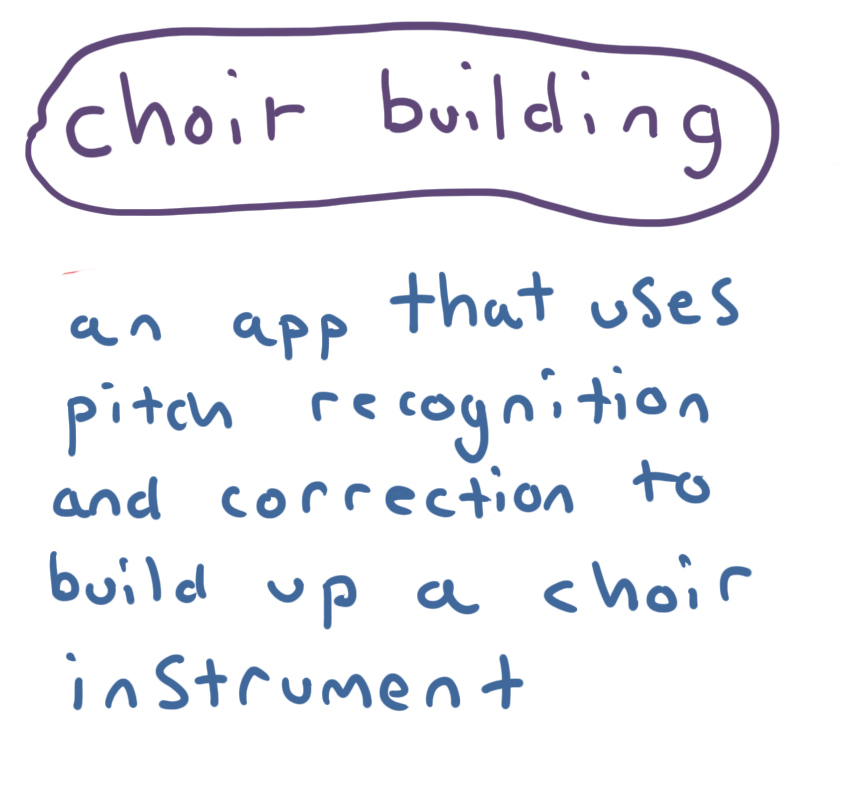 choir building
an app that uses
pitch recognition
and correction to
build up a choir
instrument